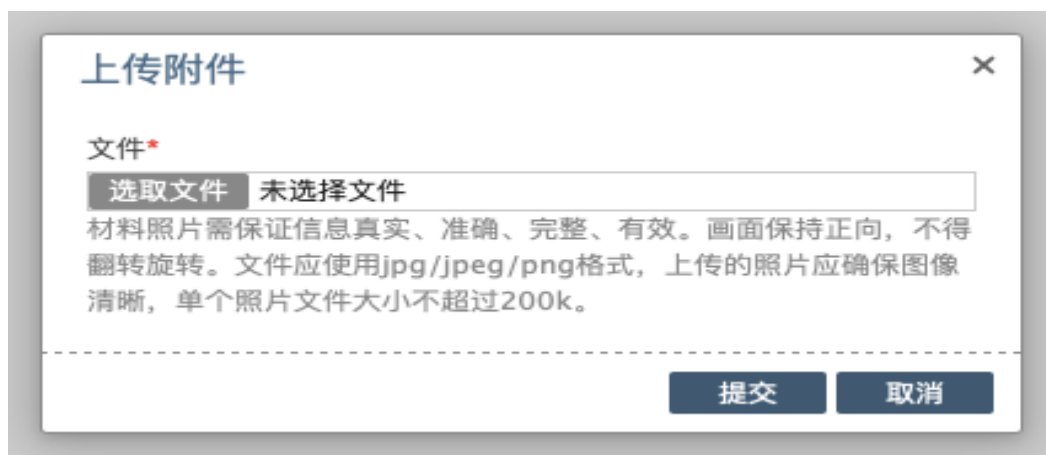 上传附件 ×
文件*
选取文件 未选择文件
材料照片需保证信息真实、准确、完整、有效。画面保持正向，不得
翻转旋转。文件应使用jpg/jpeg/png格式，上传的照片应确保图像
清晰，单个照片文件大小不超过200k。
提交 取消